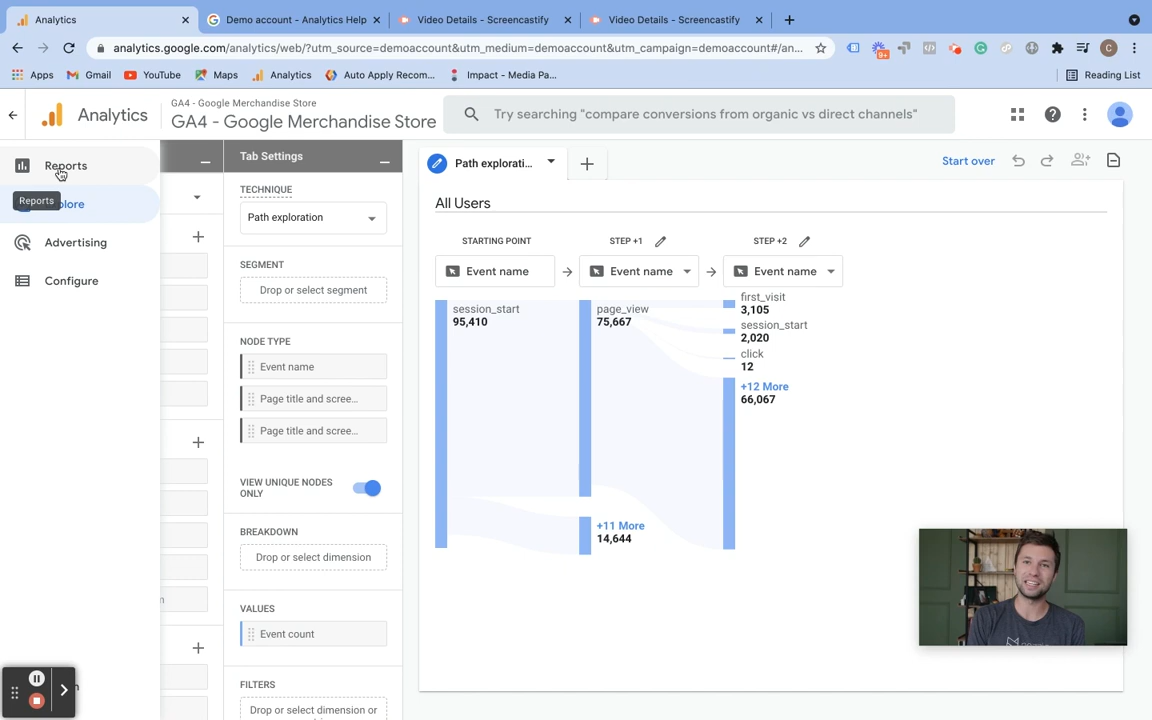 Analytics
Demo account - Analytics Help
Video Details - Screencastify
Video Details - Screencastify
analytics.google.com/analytics/web/?utm_source=demoaccount&utm_medium=demoaccount&utm_campaign=demoaccount#/an...
9+
C
Apps
Gmail
YouTube
Maps
Analytics
Auto Apply Recom...
Impact - Media Pa...
Reading List
Analytics
GA4 - Google Merchandise Store
GA4 - Google Merchandise Store
Try searching "compare conversions from organic vs direct channels"
Reports
Reports
plore
Advertising
Configure
Tab Settings
TECHNIQUE
Path exploration
SEGMENT
Drop or select segment
NODE TYPE
Event name
Page title and scree...
Page title and scree...
VIEW UNIQUE NODES
ONLY
BREAKDOWN
Drop or select dimension
VALUES
Event count
FILTERS
Drop or select dimension or
Path explorati...
Start over
All Users
STARTING POINT
STEP +1
STEP +2
Event name
Event name
Event name
session_start
95,410
page_view
75,667
+11 More
14,644
first_visit
3,105
session_start
2,020
click
12
+12 More
66,067